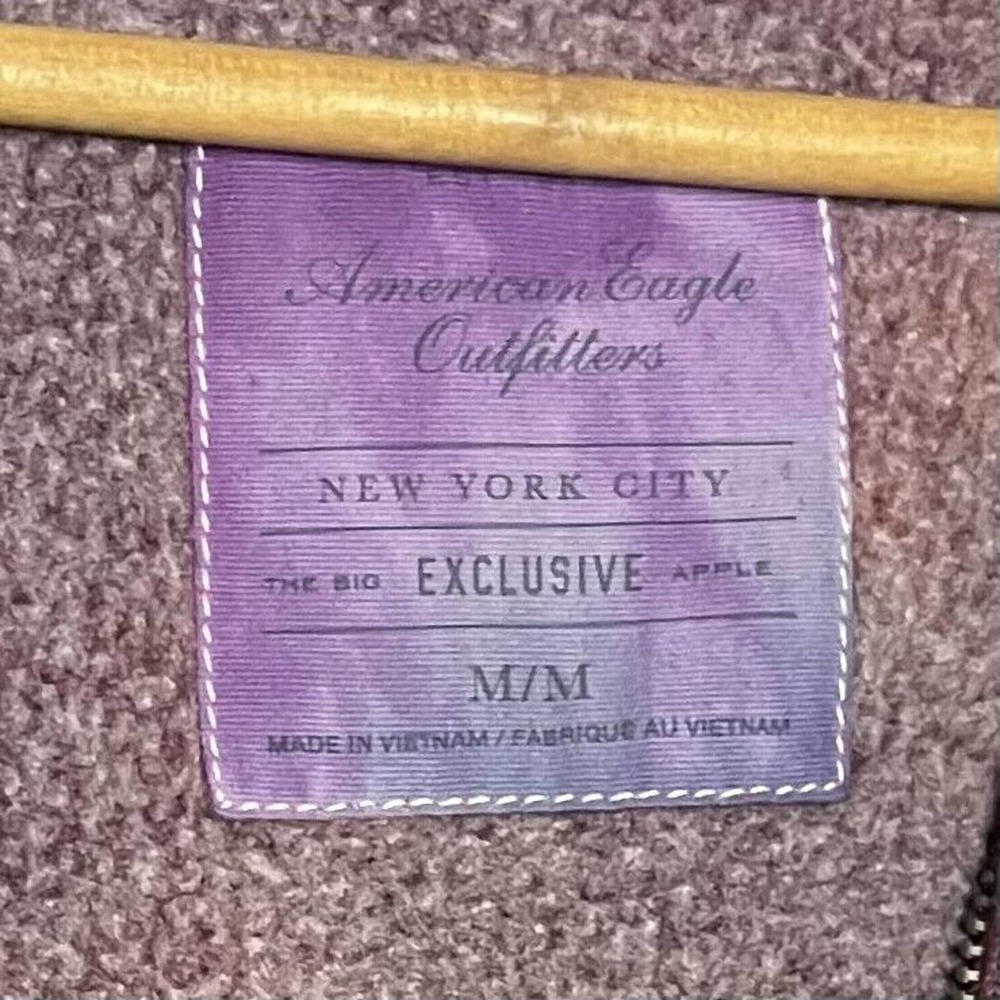 American Eagle
Outfitters
NEW YORK CITY
THE BIG EXCLUSIVE APPLE
M/M
MADE IN VIETNAM / FABRIQUE AU VIETNAM